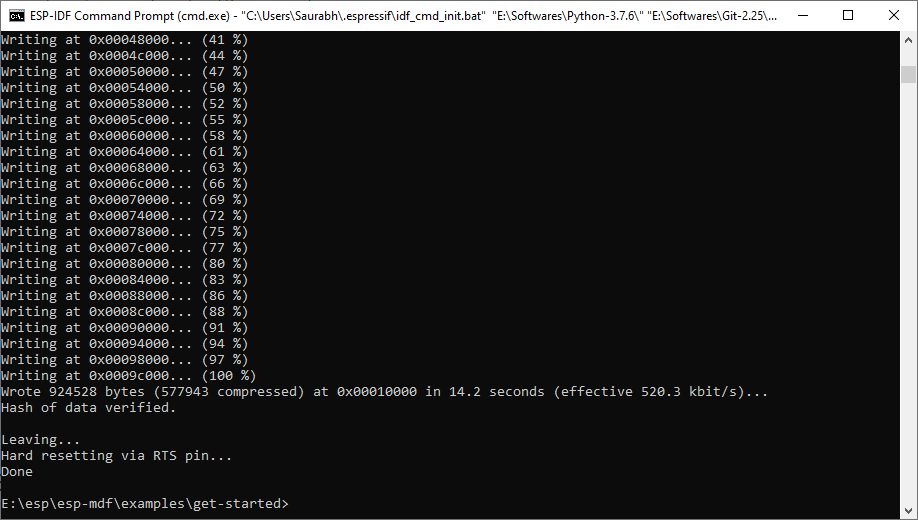 ESP-IDF Command Prompt (cmd.exe) - "C:\Users\Saurabh\.espressif\idf_cmd_init.bat"  "E:\Softwares\Python-3.7.6\" "E:\Softwares\Git-2.25\...
Writing at 0x00048000... (41 %)
Writing at 0x0004c000... (44 %)
Writing at 0x00050000... (47 %)
Writing at 0x00054000... (50 %)
Writing at 0x00058000... (52 %)
Writing at 0x0005c000... (55 %)
Writing at 0x00060000... (58 %)
Writing at 0x00064000... (61 %)
Writing at 0x00068000... (63 %)
Writing at 0x0006c000... (66 %)
Writing at 0x00070000... (69 %)
Writing at 0x00074000... (72 %)
Writing at 0x00078000... (75 %)
Writing at 0x0007c000... (77 %)
Writing at 0x00080000... (80 %)
Writing at 0x00084000... (83 %)
Writing at 0x00088000... (86 %)
Writing at 0x0008c000... (88 %)
Writing at 0x00090000... (91 %)
Writing at 0x00094000... (94 %)
Writing at 0x00098000... (97 %)
Writing at 0x0009c000... (100 %)
Wrote 924528 bytes (577943 compressed) at 0x00010000 in 14.2 seconds (effective 520.3 kbit/s)...
Hash of data verified.
Leaving...
Hard resetting via RTS pin...
Done
E:\esp\esp-mdf\examples\get-started>